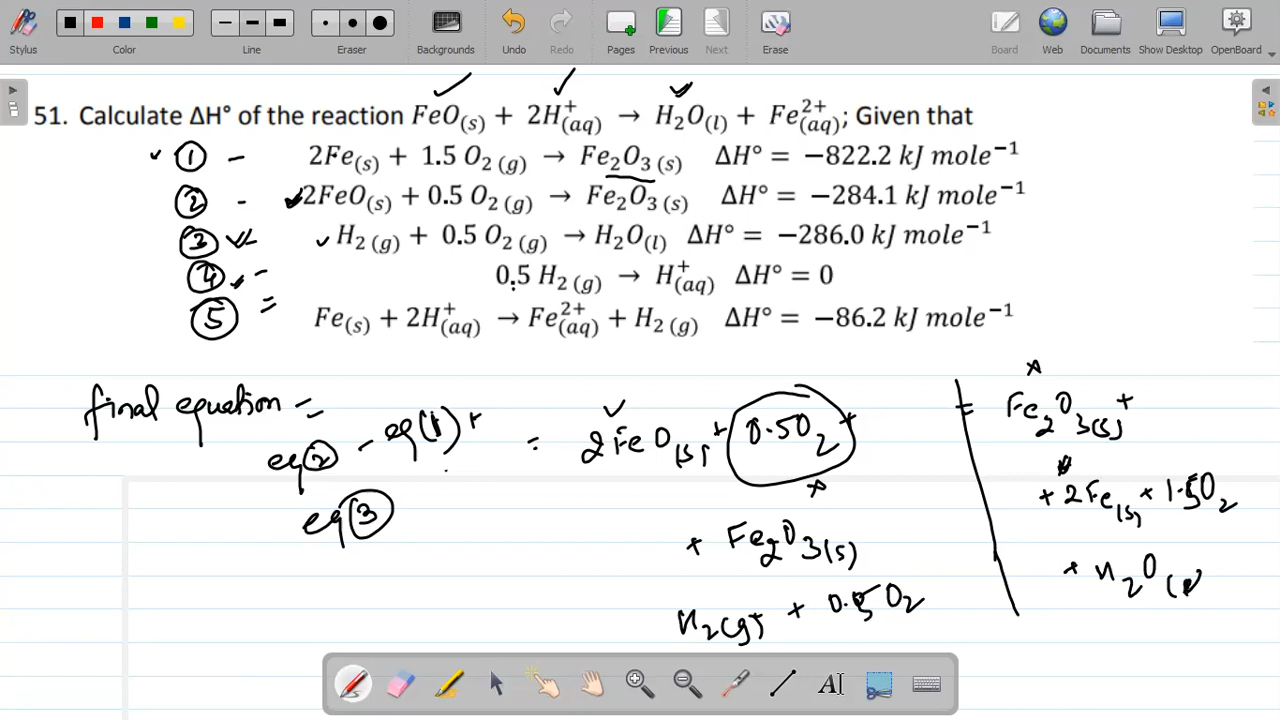 Stylus Color Line Eraser Backgrounds Undo Redo Pages Previous Next Erase Board Web Documents Show Desktop OpenBoard
51. Calculate ΔH° of the reaction FeO(s) + 2H⁺(aq) → H₂O(l) + Fe²⁺(aq); Given that
① – 2Fe(s) + 1.5 O₂ (g) → Fe₂O₃ (s) ΔH° = −822.2 kJ mole⁻¹
② - 2FeO(s) + 0.5 O₂ (g) → Fe₂O₃ (s) ΔH° = −284.1 kJ mole⁻¹
③ H₂ (g) + 0.5 O₂ (g) → H₂O(l) ΔH° = −286.0 kJ mole⁻¹
④ – 0.5 H₂ (g) → H⁺(aq) ΔH° = 0
⑤ = Fe(s) + 2H⁺(aq) → Fe²⁺(aq) + H₂ (g) ΔH° = −86.2 kJ mole⁻¹
final equation =
eq② – eq(1) +
eq③
= 2FeO(s) + 0.5O₂ +
+ Fe₂O₃(s)
H₂(g) + 0.5O₂
= Fe₂O₃(s) +
+ 2Fe(s) + 1.5O₂
+ H₂O(l)